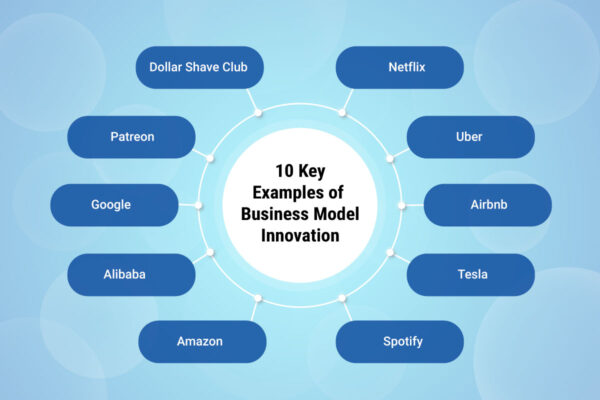 10 Key
Examples of
Business Model
Innovation
Netflix
Uber
Airbnb
Tesla
Spotify
Amazon
Alibaba
Google
Patreon
Dollar Shave Club